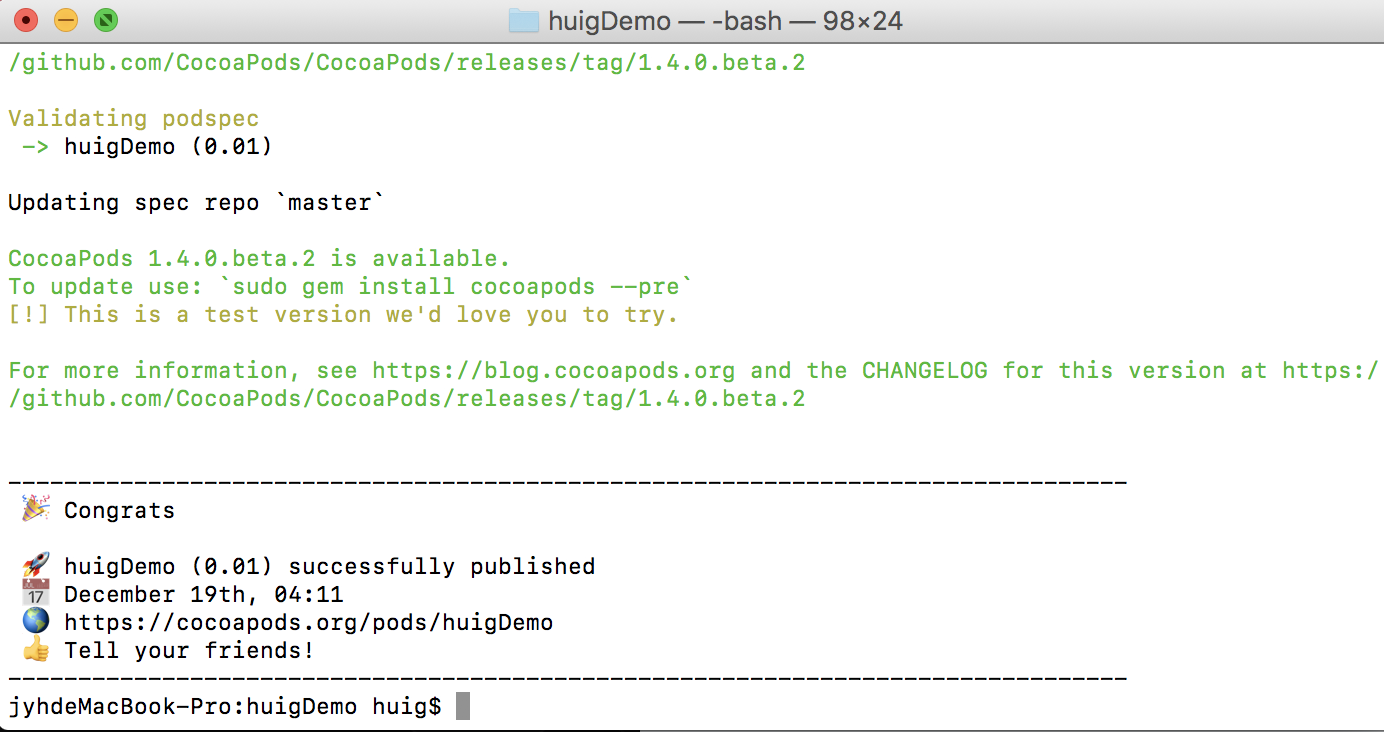 huigDemo — -bash — 98×24
/github.com/CocoaPods/CocoaPods/releases/tag/1.4.0.beta.2
Validating podspec
 -> huigDemo (0.01)
Updating spec repo `master`
CocoaPods 1.4.0.beta.2 is available.
To update use: `sudo gem install cocoapods --pre`
[!] This is a test version we'd love you to try.
For more information, see https://blog.cocoapods.org and the CHANGELOG for this version at https:/
/github.com/CocoaPods/CocoaPods/releases/tag/1.4.0.beta.2
--------------------------------------------------------------------------------
 🎉 Congrats
 🚀 huigDemo (0.01) successfully published
 📅 December 19th, 04:11
 🌎 https://cocoapods.org/pods/huigDemo
 👍 Tell your friends!
--------------------------------------------------------------------------------
jyhdeMacBook-Pro:huigDemo huig$